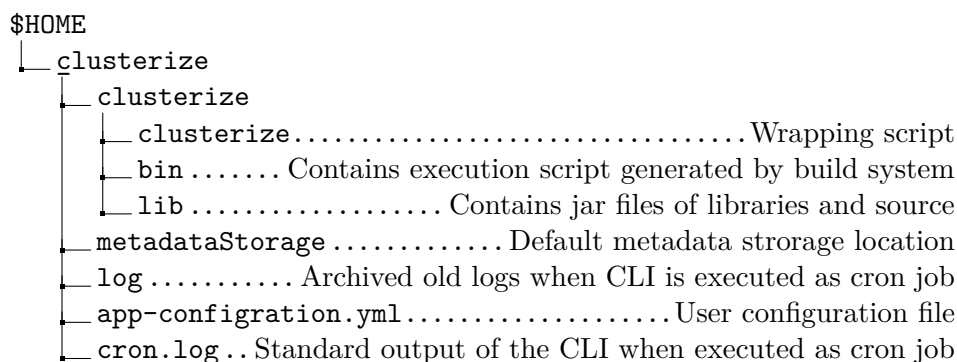 $HOME
clusterize
clusterize
clusterize..................................Wrapping script
bin.......Contains execution script generated by build system
lib...................Contains jar files of libraries and source
metadataStorage.............Default metadata strorage location
log...........Archived old logs when CLI is executed as cron job
app-configration.yml....................User configuration file
cron.log..Standard output of the CLI when executed as cron job